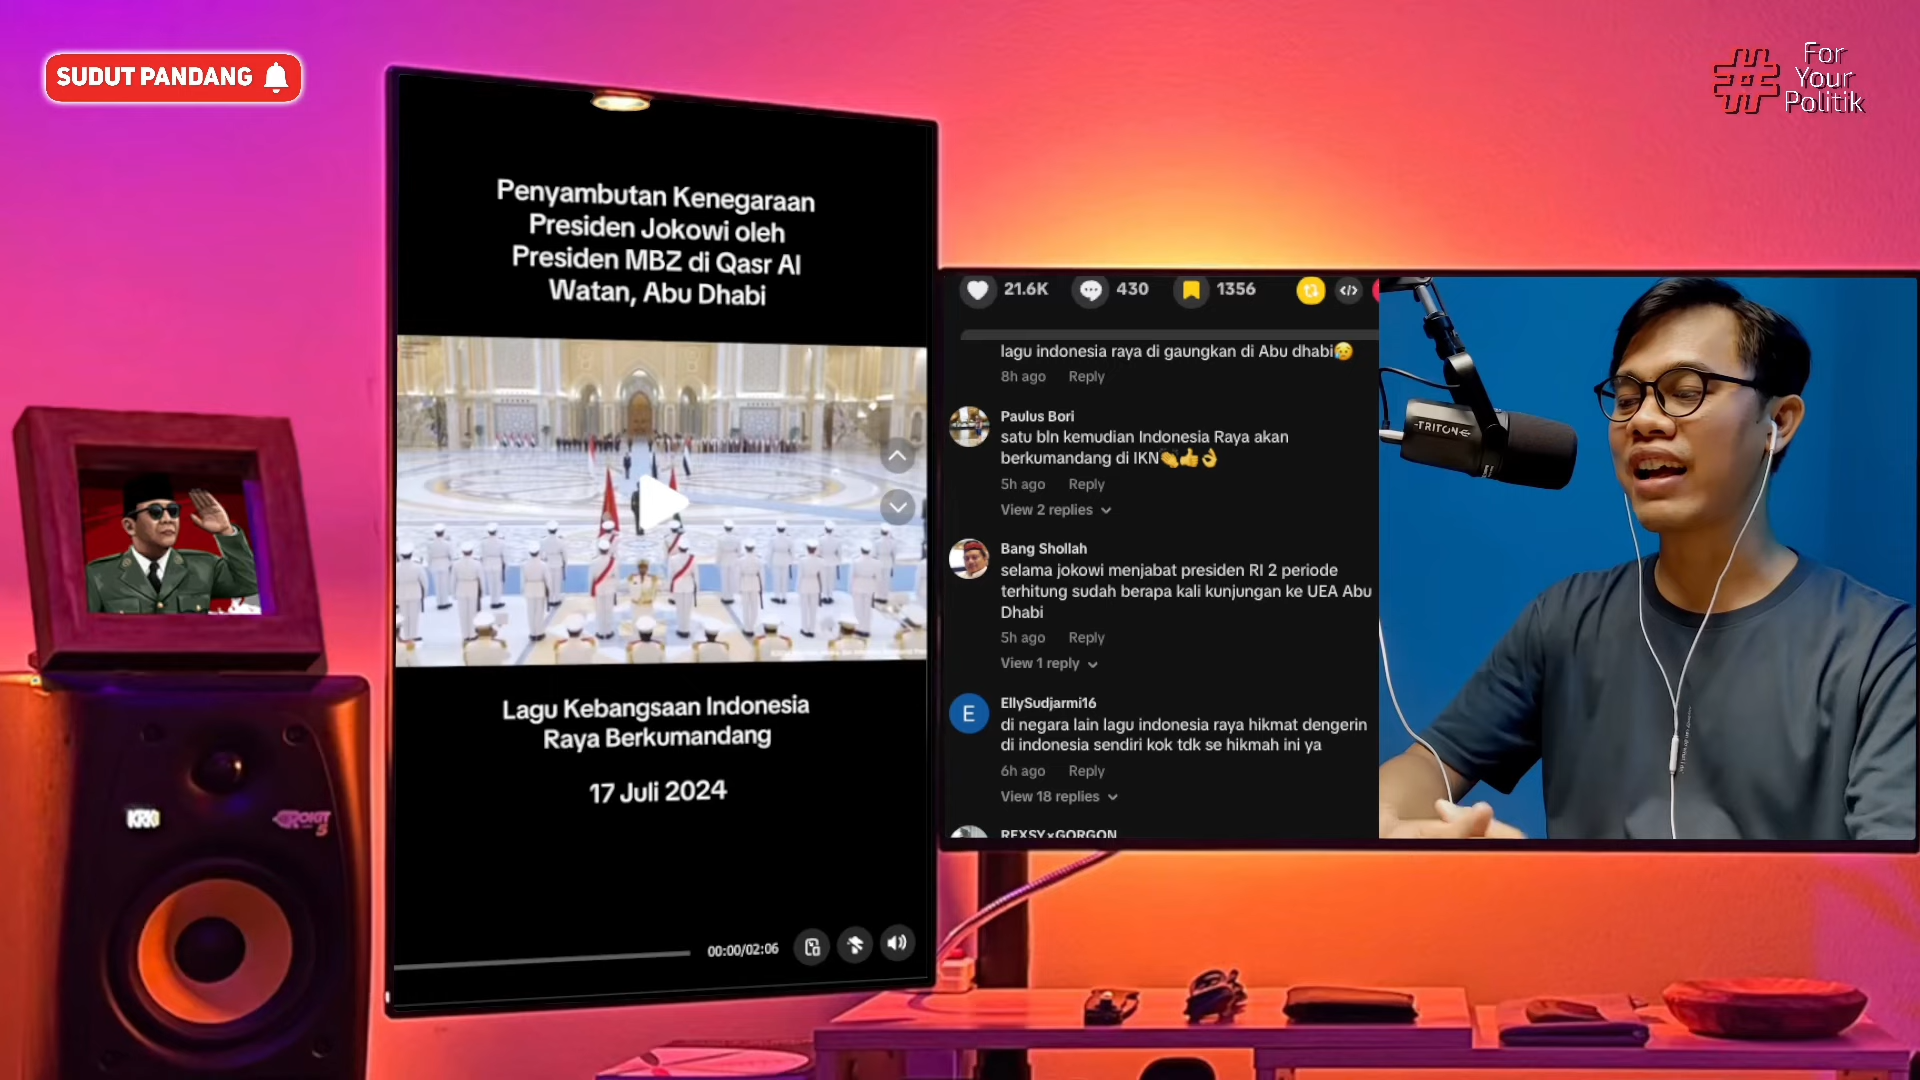 SUDUT PANDANG
For
Your
Politik
Penyambutan Kenegaraan
Presiden Jokowi oleh
Presiden MBZ di Qasr Al
Watan, Abu Dhabi
Lagu Kebangsaan Indonesia
Raya Berkumandang
17 Juli 2024
00:00/02:06
21.6K
430
1356
lagu indonesia raya di gaungkan di Abu dhabi😥
8h ago Reply
Paulus Bori
satu bln kemudian Indonesia Raya akan
berkumandang di IKN👏👍👌
5h ago Reply
View 2 replies
Bang Shollah
selama jokowi menjabat presiden RI 2 periode
terhitung sudah berapa kali kunjungan ke UEA Abu
Dhabi
5h ago Reply
View 1 reply
E
EllySudjarmi16
di negara lain lagu indonesia raya hikmat dengerin
di indonesia sendiri kok tdk se hikmah ini ya
6h ago Reply
View 18 replies
REXSY×GORGON
TRITON
KRK
ROKIT
5